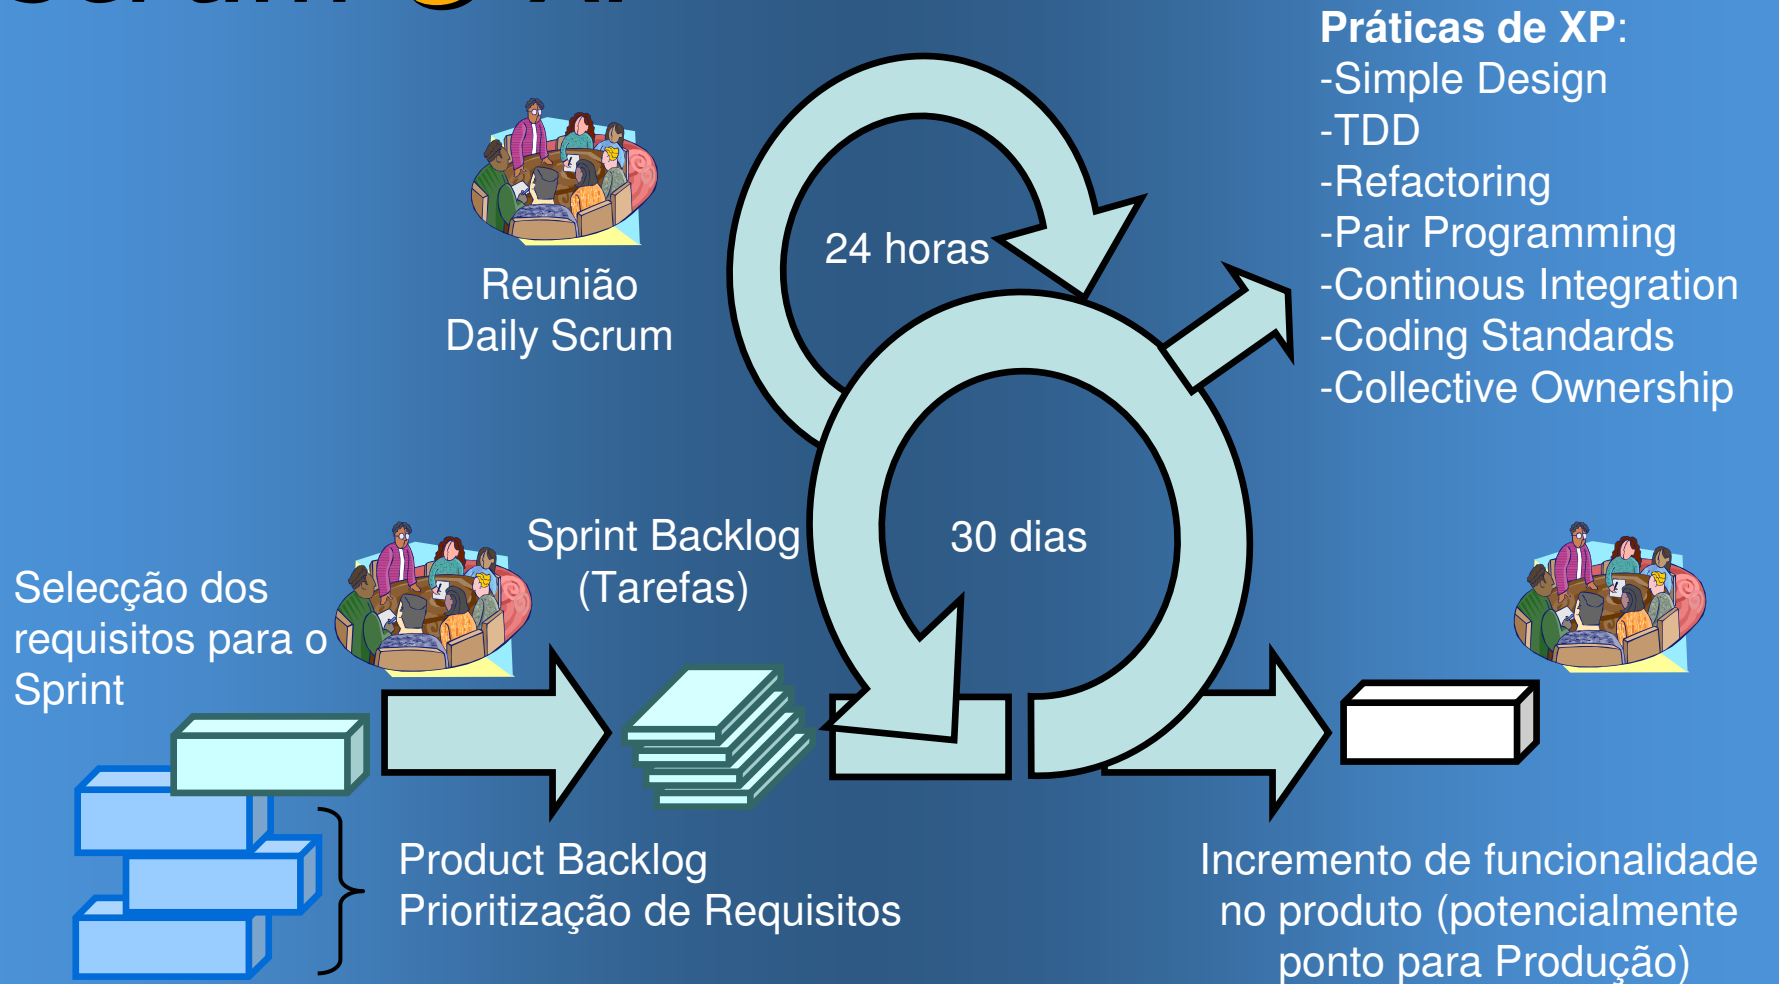 Práticas de XP:
-Simple Design
-TDD
-Refactoring
-Pair Programming
-Continous Integration
-Coding Standards
-Collective Ownership
24 horas
Reunião
Daily Scrum
Sprint Backlog
(Tarefas)
30 dias
Selecção dos
requisitos para o
Sprint
Product Backlog
Prioritização de Requisitos
Incremento de funcionalidade
no produto (potencialmente
ponto para Produção)